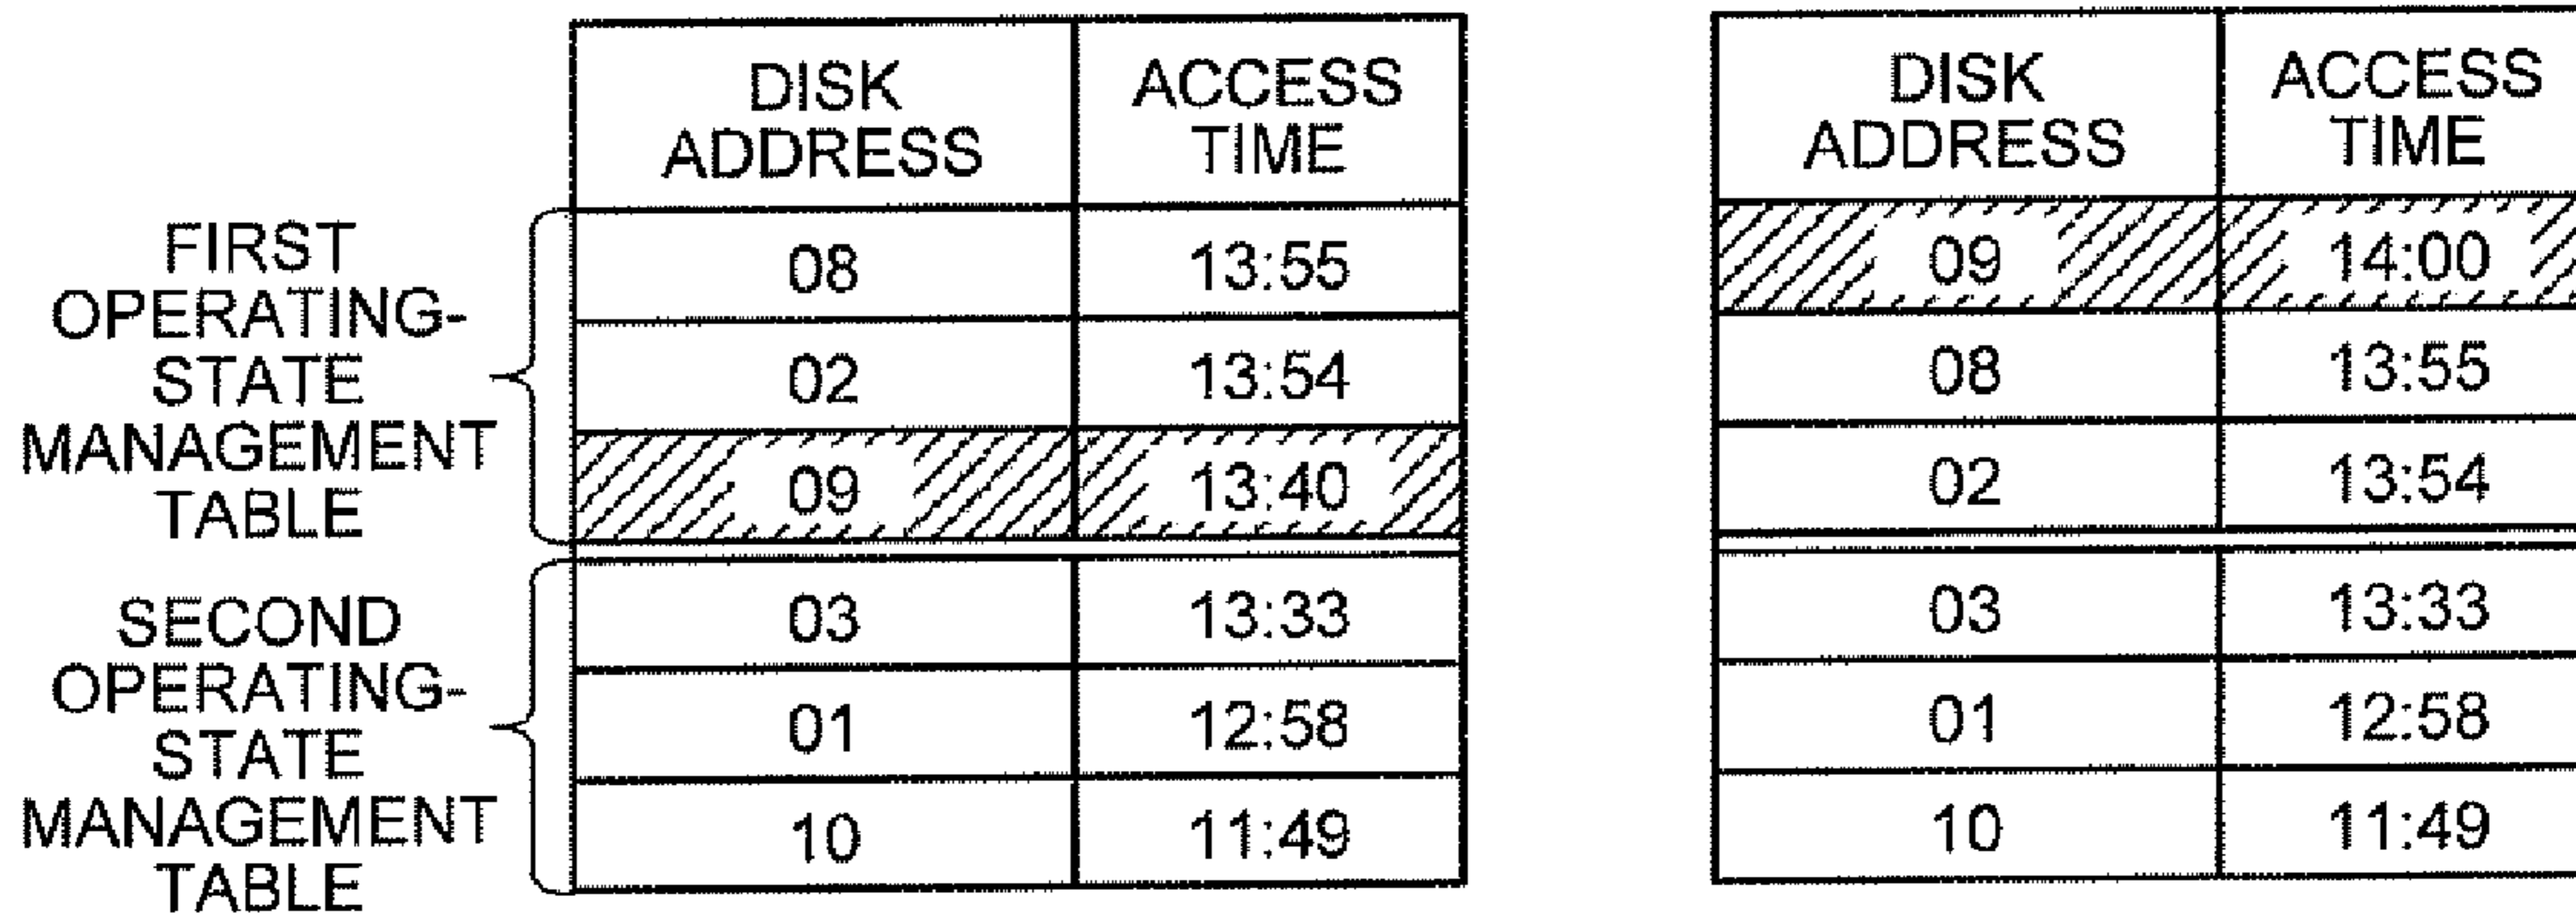 DISK
ADDRESS
ACCESS
TIME
FIRST
OPERATING-
STATE
MANAGEMENT
TABLE
08 13:55
02 13:54
09 13:40
SECOND
OPERATING-
STATE
MANAGEMENT
TABLE
03 13:33
01 12:58
10 11:49
DISK
ADDRESS
ACCESS
TIME
09 14:00
08 13:55
02 13:54
03 13:33
01 12:58
10 11:49